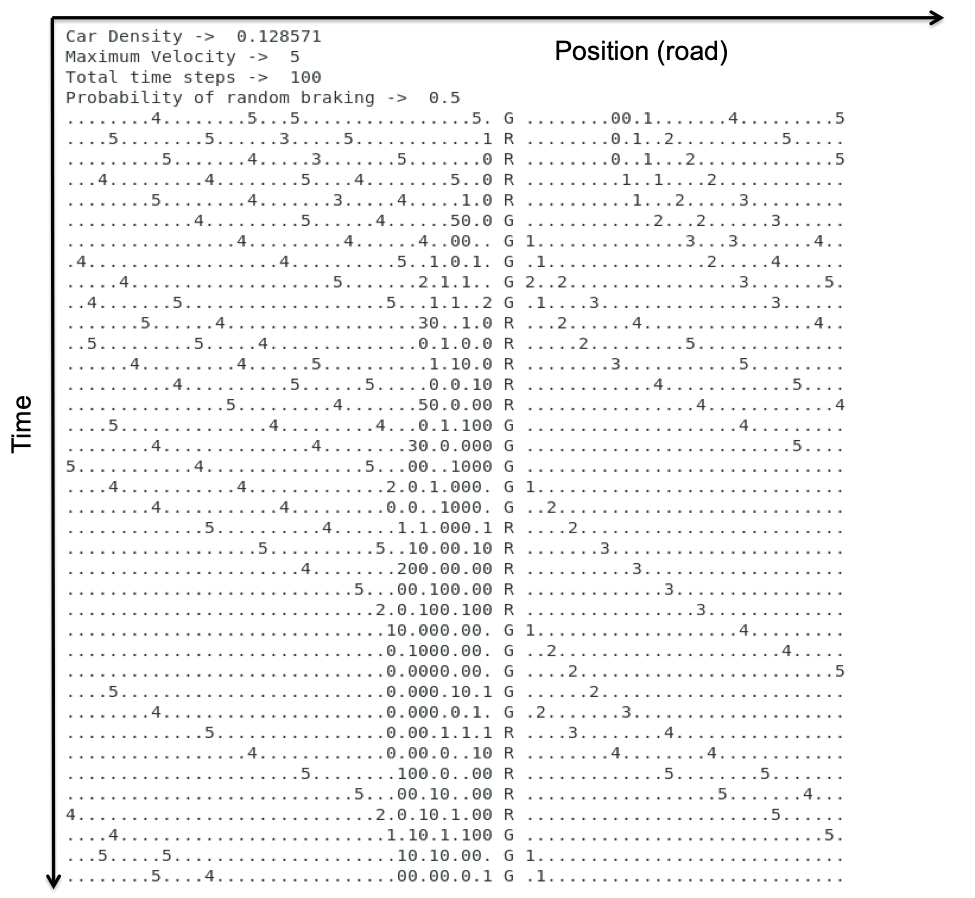 Position (road)
Car Density -> 0.128571
Maximum Velocity -> 5
Total time steps -> 100
Probability of random braking -> 0.5
........4........5...5................5. G ........00.1.......4.........5
....5........5......3.....5............1 R ........0.1..2..........5.....
.........5.......4.....3.......5.......0 R ........0..1...2.............5
...4.........4........5....4........5..0 R .........1..1....2............
........5........4.......3.....4.....1.0 R ..........1...2.....3.........
............4.........5......4......50.0 G ............2...2......3......
................4.........4......4..00.. G 1..............3...3.......4..
.4..................4..........5..1.0.1. G .1...............2.....4......
.....4...................5.......2.1.1.. G 2..2................3.......5.
..4.......5...................5...1.1..2 G .1....3................3......
.......5......4..................30..1.0 R ...2......4................4..
..5.........5.....4..............0.1.0.0 R .....2.........5..............
......4.........4......5..........1.10.0 R ........3...........5.........
..........4..........5......5.....0.0.10 R ............4............5....
...............5.........4.......50.0.00 R ................4............4
....5..............4.........4...0.1.100 G ....................4.........
........4..............4........30.0.000 G .........................5....
5...........4...............5...00..1000 G ..............................
....4...........4.............2.0.1.000. G 1.............................
........4...........4.........0.0..1000. G ..2...........................
.............5..........4......1.1.000.1 R ....2.........................
..................5..........5..10.00.10 R .......3......................
......................4........200.00.00 R ..........3...................
...........................5...00.100.00 R .............3................
.............................2.0.100.100 R ................3.............
..............................10.000.00. G 1...................4.........
..............................0.1000.00. G ..2.....................4.....
..............................0.0000.00. G ....2........................5
....5.........................0.000.10.1 G ......2.......................
........4.....................0.000.0.1. G .2.......3....................
.............5................0.00.1.1.1 R ....3........4................
.................4............0.00.0..10 R ........4........4............
......................5........100.0..00 R .............5........5.......
...........................5...00.10..00 R ..................5.......4...
4............................2.0.10.1.00 R .......................5......
....4.........................1.10.1.100 G ............................5.
...5.....5.....................10.10.00. G 1.............................
........5....4.................00.00.0.1 G .1............................
Time